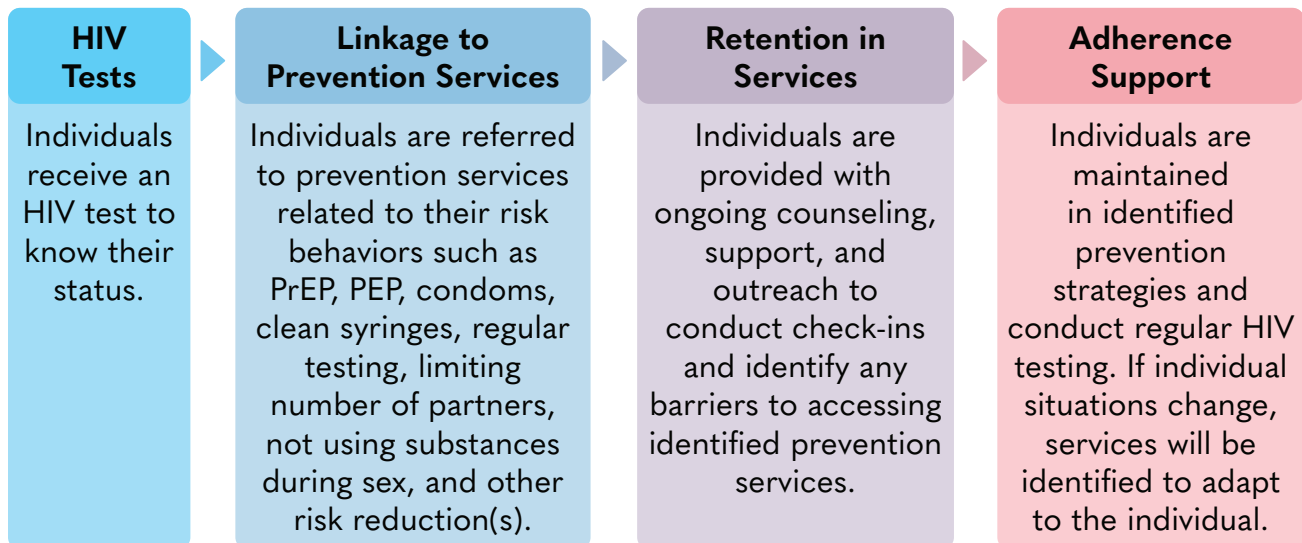 HIV
Tests
Individuals
receive an
HIV test to
know their
status.
Linkage to
Prevention Services
Individuals are referred
to prevention services
related to their risk
behaviors such as
PrEP, PEP, condoms,
clean syringes, regular
testing, limiting
number of partners,
not using substances
during sex, and other
risk reduction(s).
Retention in
Services
Individuals are
provided with
ongoing counseling,
support, and
outreach to
conduct check-ins
and identify any
barriers to accessing
identified prevention
services.
Adherence
Support
Individuals are
maintained
in identified
prevention
strategies and
conduct regular HIV
testing. If individual
situations change,
services will be
identified to adapt
to the individual.